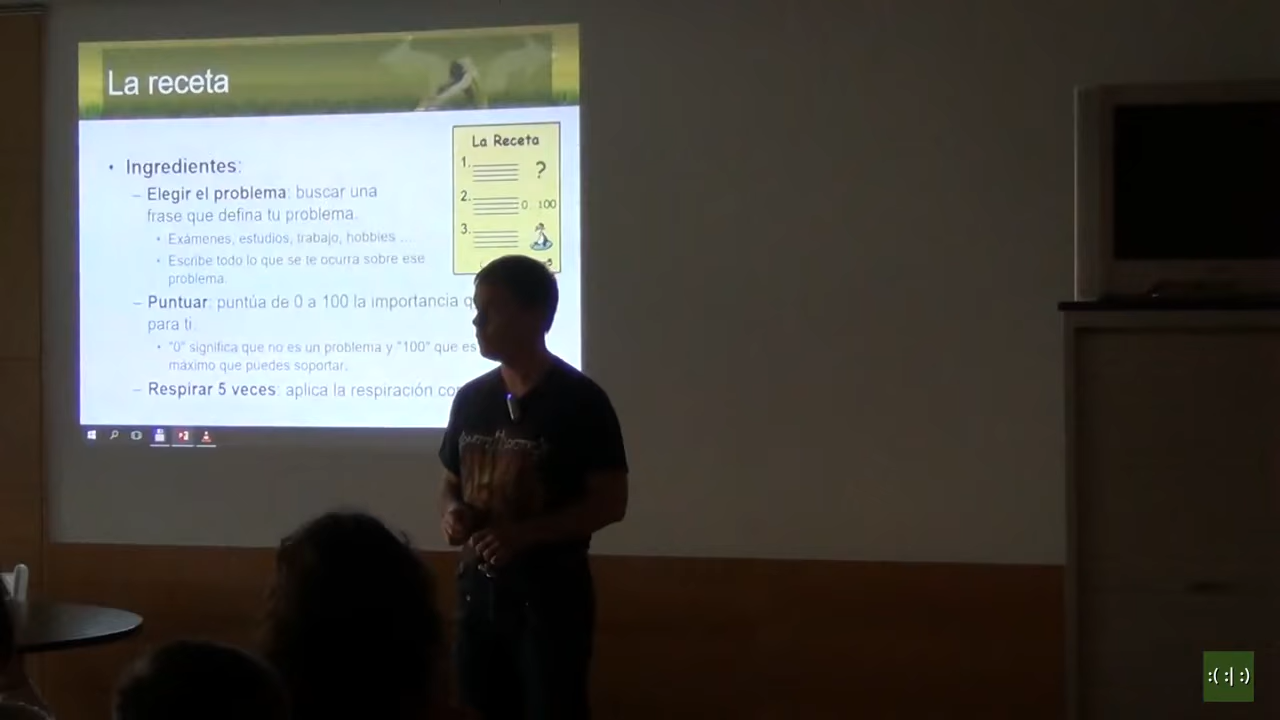 La receta
• Ingredientes:
– Elegir el problema: buscar una
frase que defina tu problema.
• Exámenes, estudios, trabajo, hobbies ...
• Escribe todo lo que se te ocurra sobre ese
problema.
– Puntuar: puntúa de 0 a 100 la importancia
para ti.
• "0" significa que no es un problema y "100" que es
máximo que puedes soportar.
– Respirar 5 veces: aplica la respiración
La Receta
1. ?
2. 0 100
3.
:( :| :)